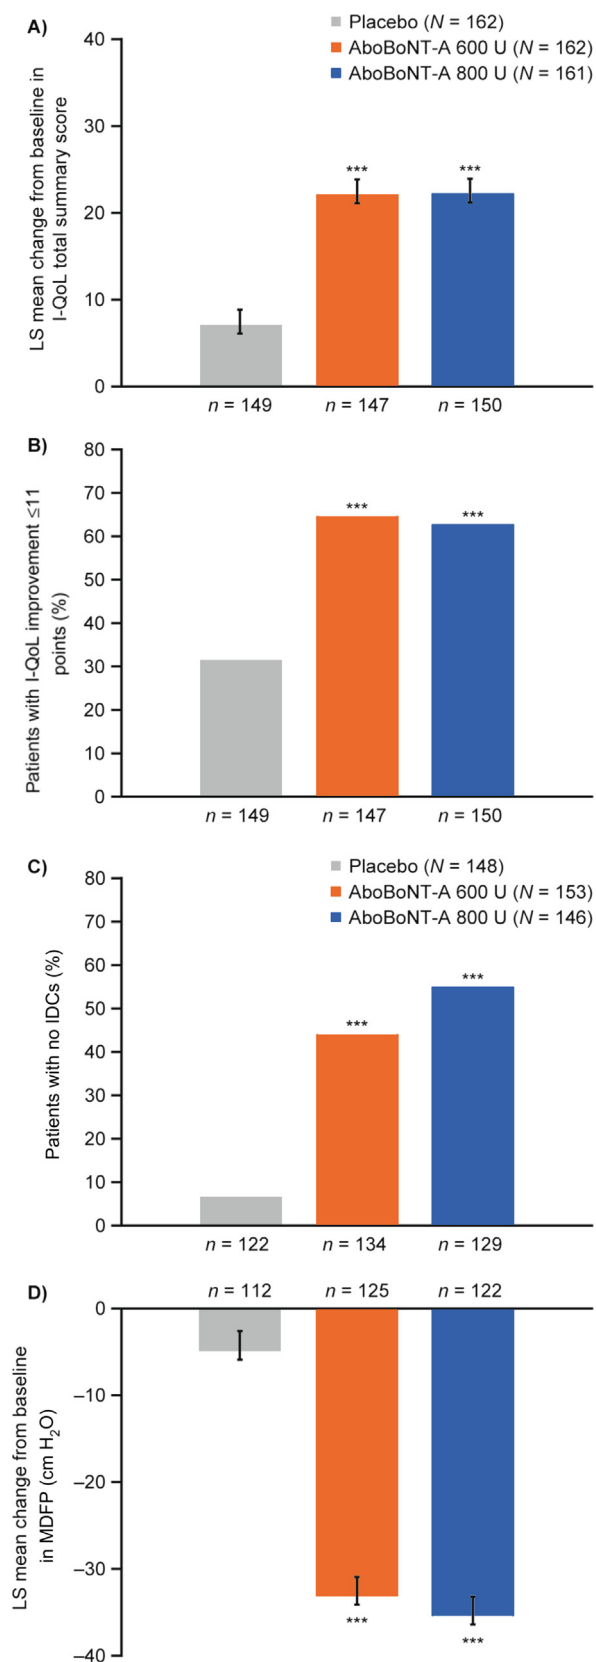 A)
Placebo (N = 162)
AboBoNT-A 600 U (N = 162)
AboBoNT-A 800 U (N = 161)
LS mean change from baseline in
I-QoL total summary score
40
30
20
10
0
***
***
n = 149
n = 147
n = 150
B)
Patients with I-QoL improvement ≤11
points (%)
80
70
60
50
40
30
20
10
0
***
***
n = 149
n = 147
n = 150
C)
Placebo (N = 148)
AboBoNT-A 600 U (N = 153)
AboBoNT-A 800 U (N = 146)
Patients with no IDCs (%)
80
70
60
50
40
30
20
10
0
***
***
n = 122
n = 134
n = 129
D)
n = 112
n = 125
n = 122
LS mean change from baseline
in MDFP (cm H₂O)
0
–10
–20
–30
–40
***
***